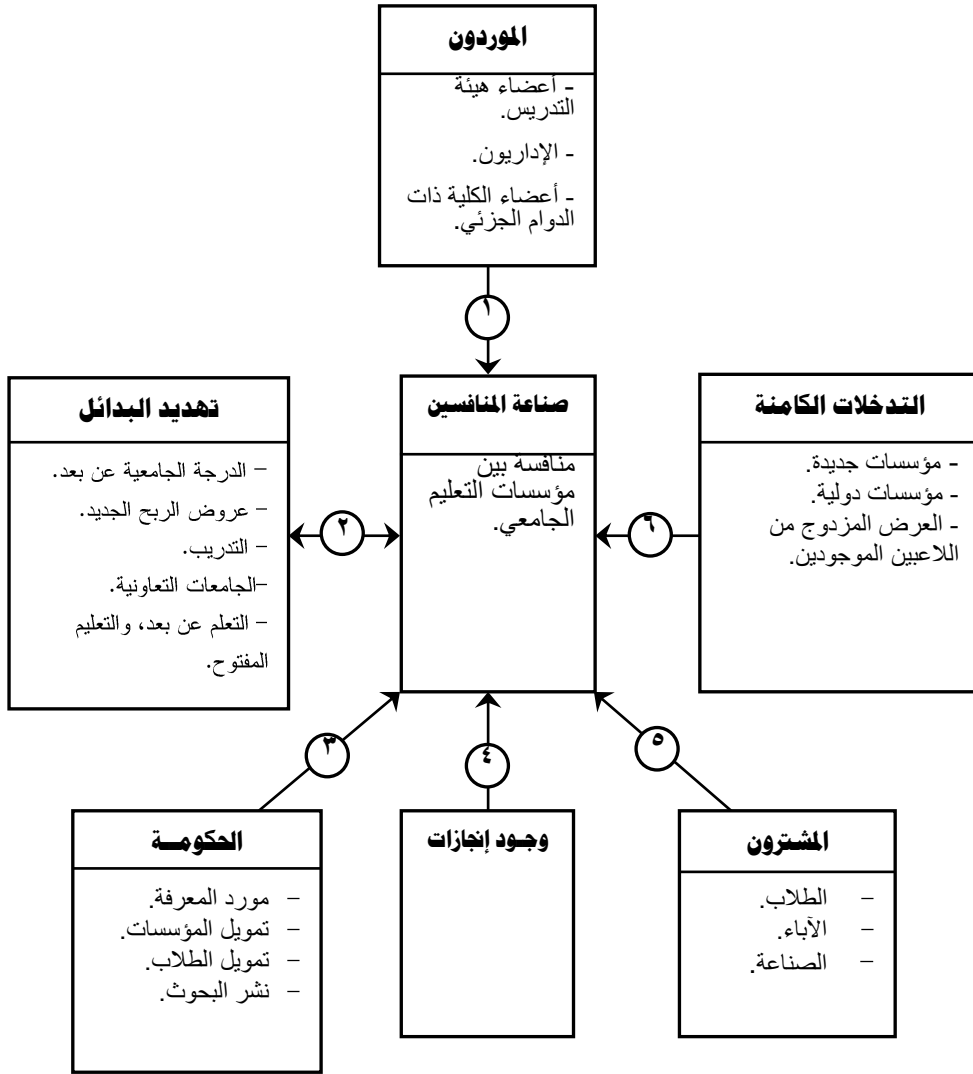 الموردون
- أعضاء هيئة
التدريس.
- الإداريون.
- أعضاء الكلية ذات
الدوام الجزئي.
١
التدخلات الكامنة
- مؤسسات جديدة.
- مؤسسات دولية.
- العرض المزدوج من
اللاعبين الموجودين.
٦
صناعة المنافسين
منافسة بين
مؤسسات التعليم
الجامعي.
٢
تهديد البدائل
- الدرجة الجامعية عن بعد.
- عروض الربح الجديد.
- التدريب.
-الجامعات التعاونية.
- التعلم عن بعد، والتعليم
المفتوح.
٥
٤
٣
المشترون
- الطلاب.
- الآباء.
- الصناعة.
وجود إنجازات
الحكومــة
- مورد المعرفة.
- تمويل المؤسسات.
- تمويل الطلاب.
- نشر البحوث.